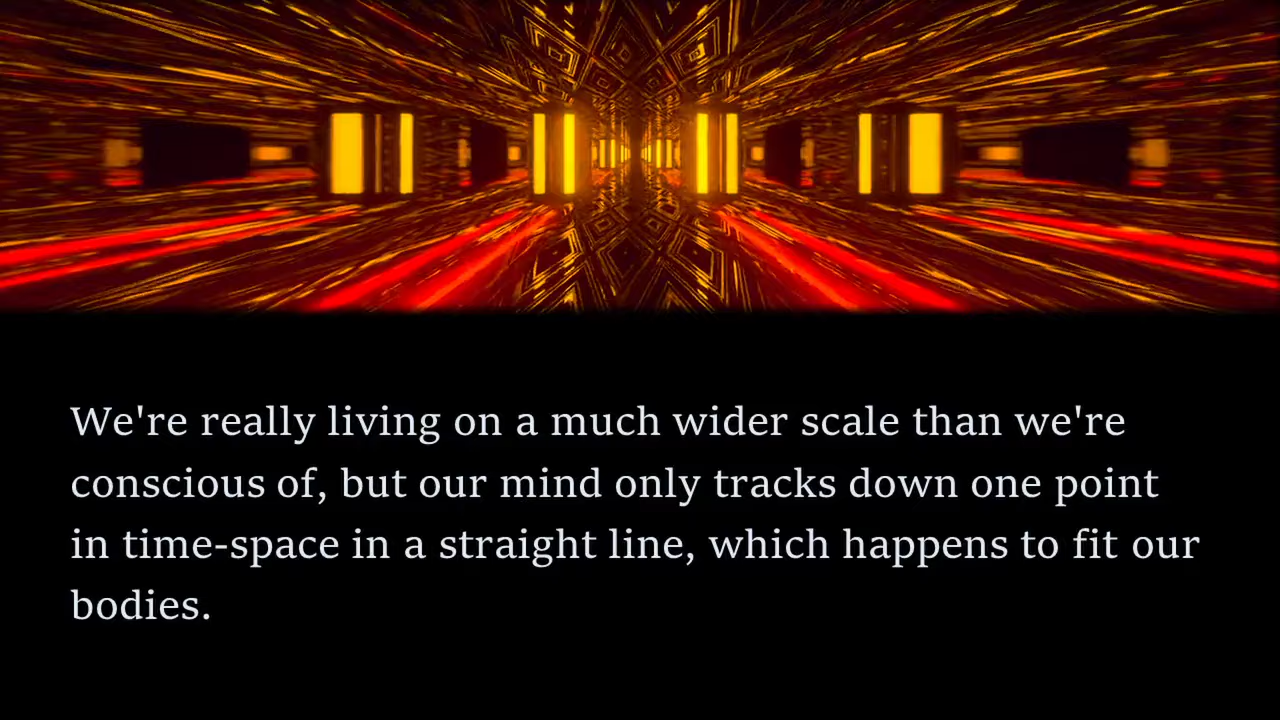 We're really living on a much wider scale than we're
conscious of, but our mind only tracks down one point
in time-space in a straight line, which happens to fit our
bodies.